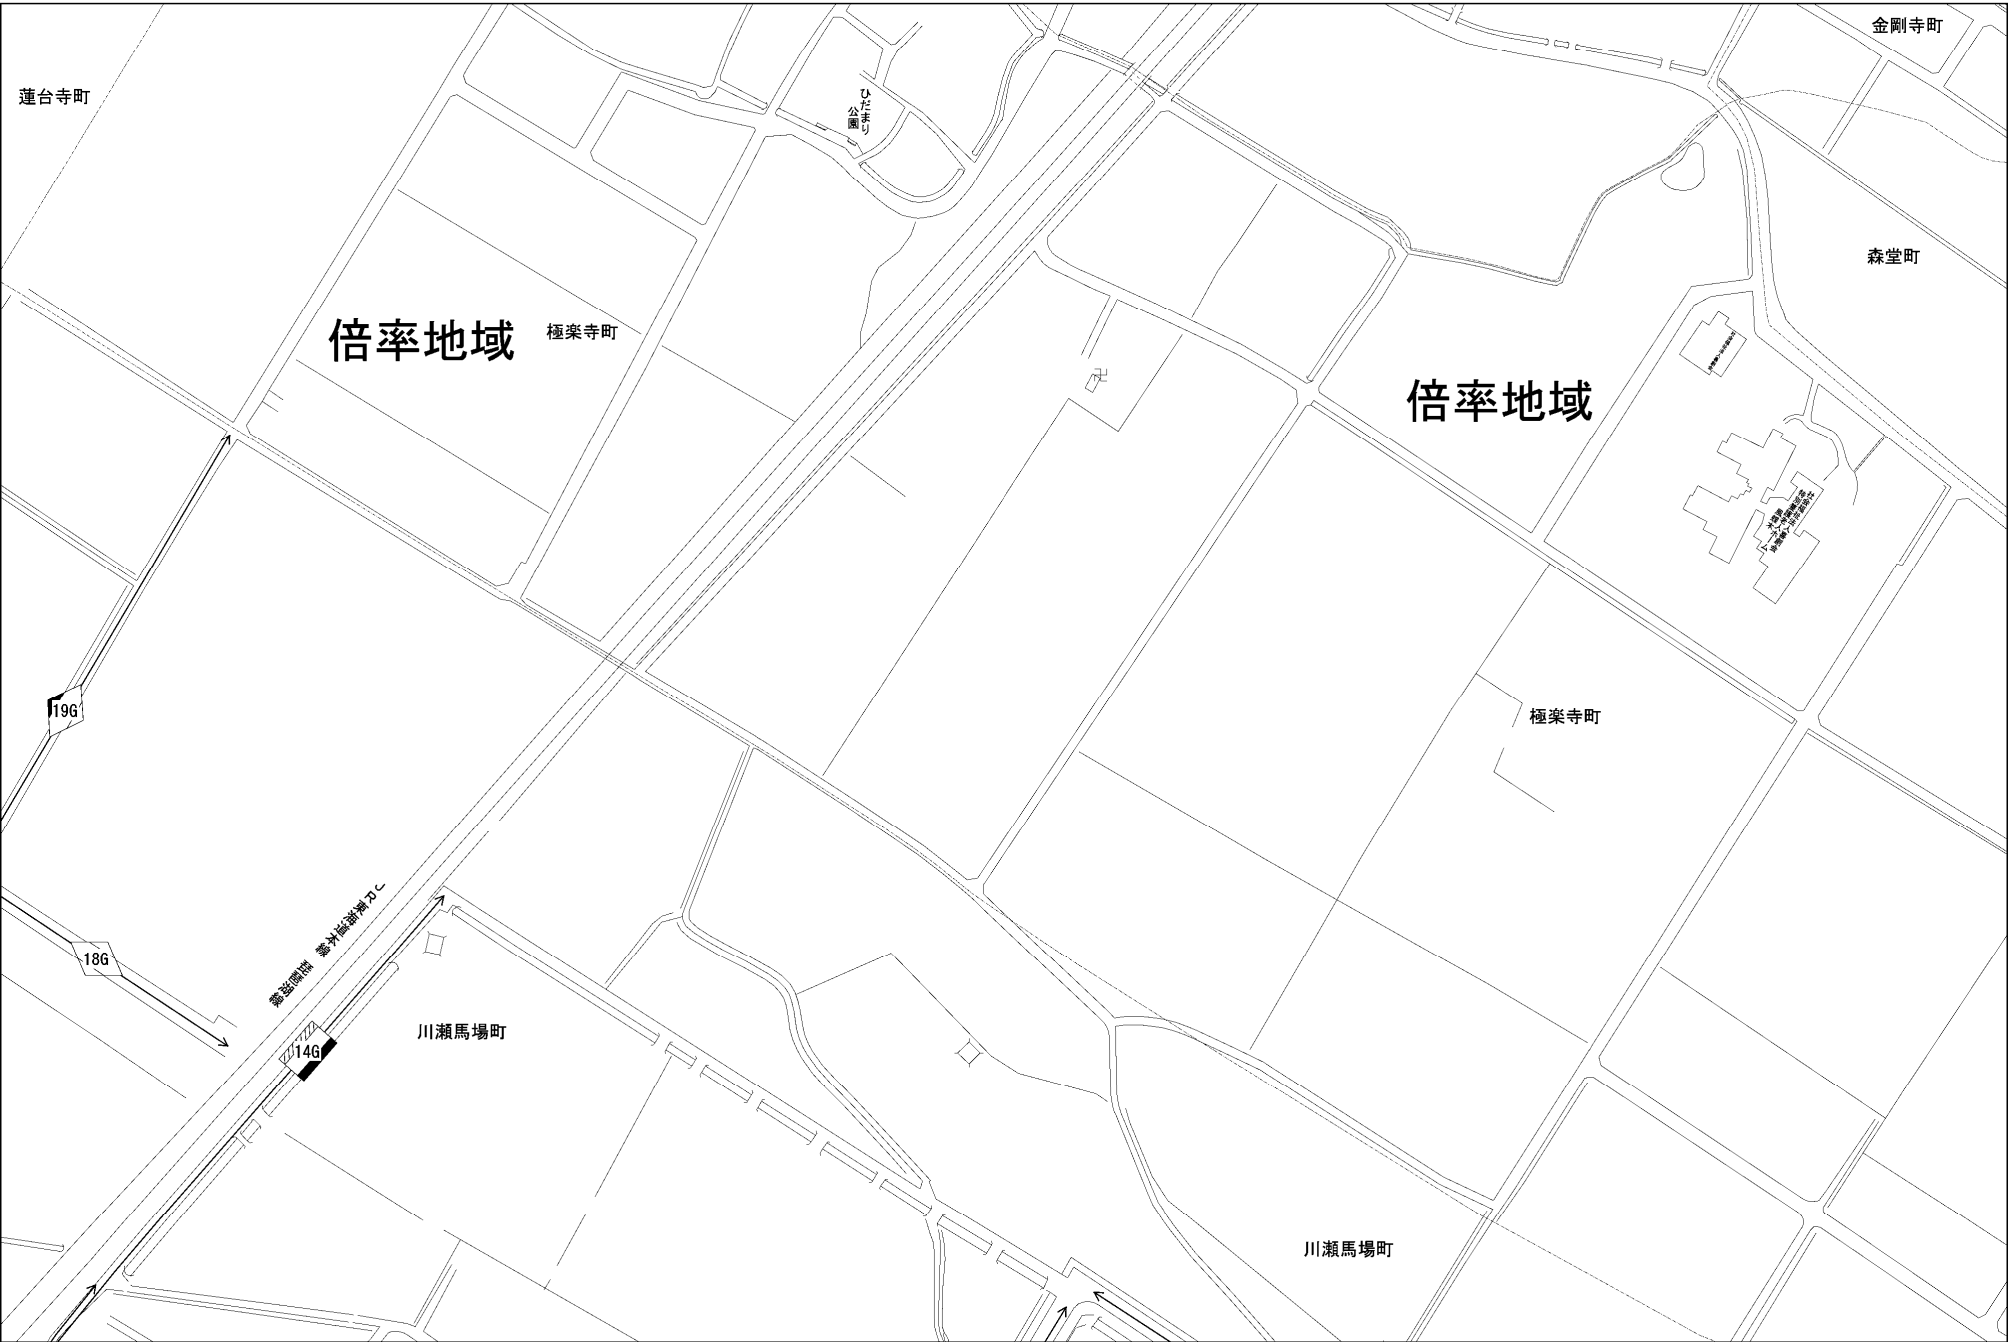 金剛寺町
蓮台寺町
ひだまり
公園
森堂町
倍率地域
極楽寺町
倍率地域
19G
極楽寺町
18G
JR東海道本線 琵琶湖線
14G
川瀬馬場町
川瀬馬場町